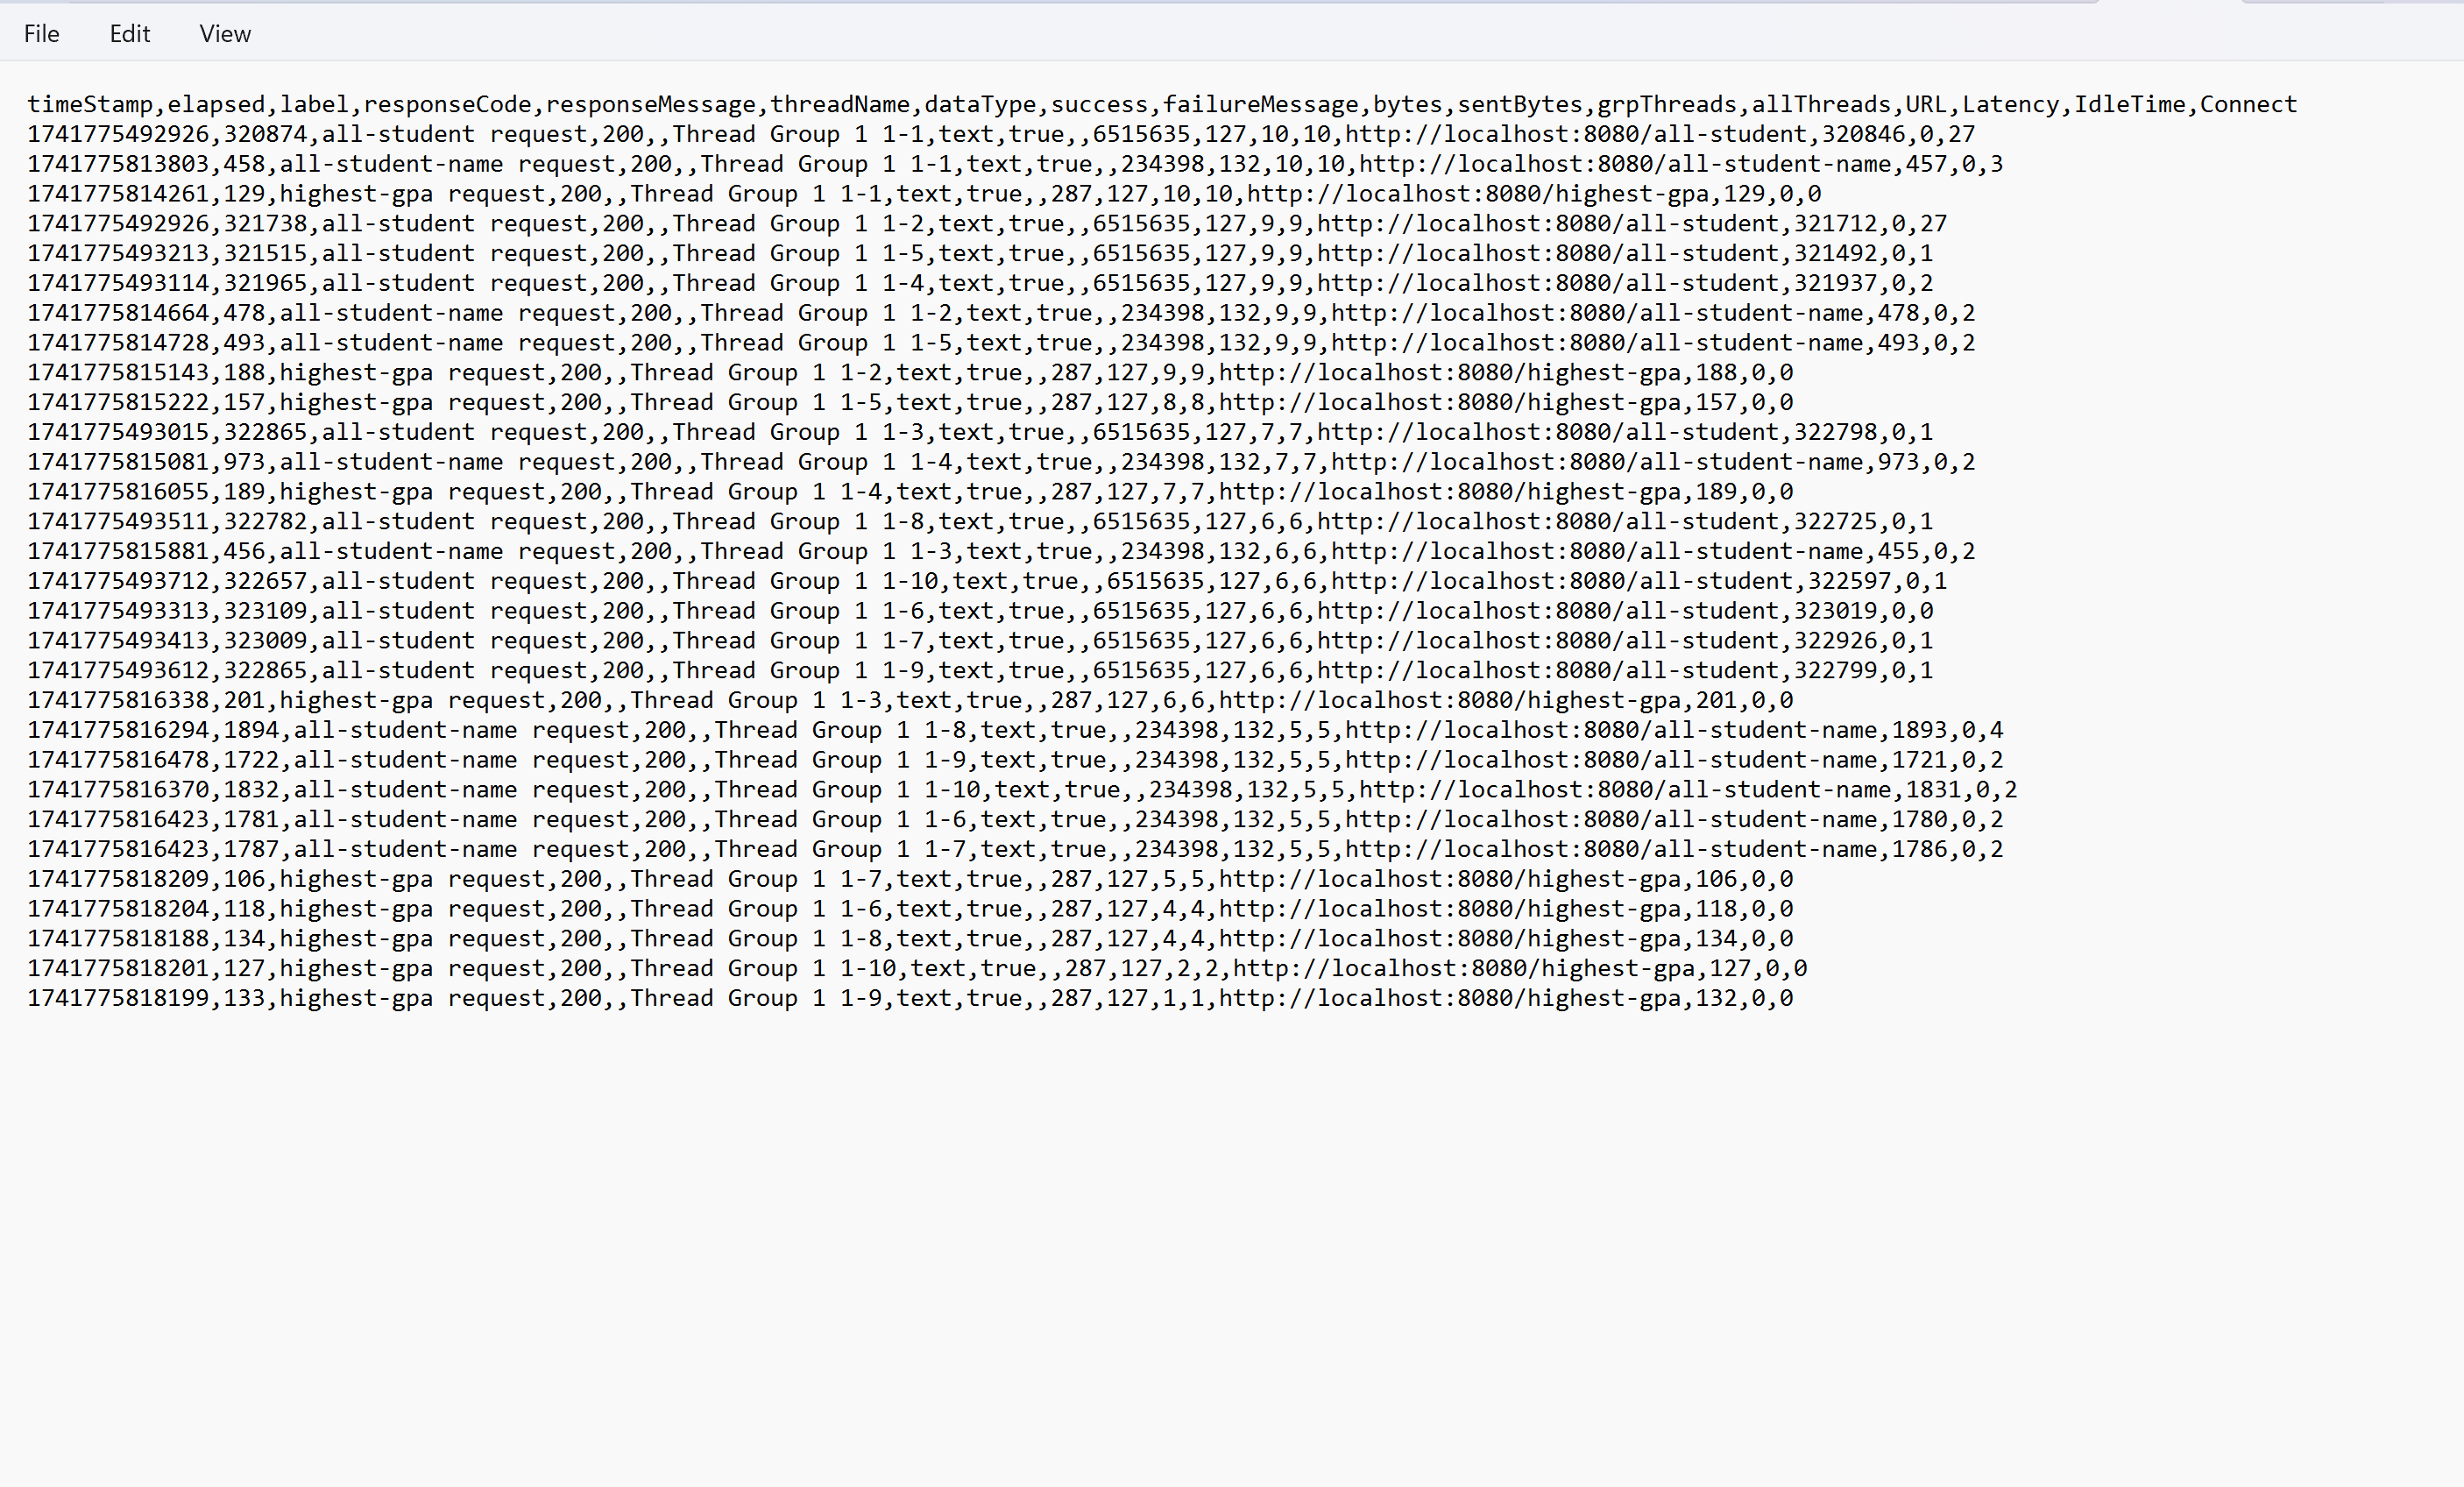 File Edit View
timeStamp,elapsed,label,responseCode,responseMessage,threadName,dataType,success,failureMessage,bytes,sentBytes,grpThreads,allThreads,URL,Latency,IdleTime,Connect
1741775492926,320874,all-student request,200,,Thread Group 1 1-1,text,true,,6515635,127,10,10,http://localhost:8080/all-student,320846,0,27
1741775813803,458,all-student-name request,200,,Thread Group 1 1-1,text,true,,234398,132,10,10,http://localhost:8080/all-student-name,457,0,3
1741775814261,129,highest-gpa request,200,,Thread Group 1 1-1,text,true,,287,127,10,10,http://localhost:8080/highest-gpa,129,0,0
1741775492926,321738,all-student request,200,,Thread Group 1 1-2,text,true,,6515635,127,9,9,http://localhost:8080/all-student,321712,0,27
1741775493213,321515,all-student request,200,,Thread Group 1 1-5,text,true,,6515635,127,9,9,http://localhost:8080/all-student,321492,0,1
1741775493114,321965,all-student request,200,,Thread Group 1 1-4,text,true,,6515635,127,9,9,http://localhost:8080/all-student,321937,0,2
1741775814664,478,all-student-name request,200,,Thread Group 1 1-2,text,true,,234398,132,9,9,http://localhost:8080/all-student-name,478,0,2
1741775814728,493,all-student-name request,200,,Thread Group 1 1-5,text,true,,234398,132,9,9,http://localhost:8080/all-student-name,493,0,2
1741775815143,188,highest-gpa request,200,,Thread Group 1 1-2,text,true,,287,127,9,9,http://localhost:8080/highest-gpa,188,0,0
1741775815222,157,highest-gpa request,200,,Thread Group 1 1-5,text,true,,287,127,8,8,http://localhost:8080/highest-gpa,157,0,0
1741775493015,322865,all-student request,200,,Thread Group 1 1-3,text,true,,6515635,127,7,7,http://localhost:8080/all-student,322798,0,1
1741775815081,973,all-student-name request,200,,Thread Group 1 1-4,text,true,,234398,132,7,7,http://localhost:8080/all-student-name,973,0,2
1741775816055,189,highest-gpa request,200,,Thread Group 1 1-4,text,true,,287,127,7,7,http://localhost:8080/highest-gpa,189,0,0
1741775493511,322782,all-student request,200,,Thread Group 1 1-8,text,true,,6515635,127,6,6,http://localhost:8080/all-student,322725,0,1
1741775815881,456,all-student-name request,200,,Thread Group 1 1-3,text,true,,234398,132,6,6,http://localhost:8080/all-student-name,455,0,2
1741775493712,322657,all-student request,200,,Thread Group 1 1-10,text,true,,6515635,127,6,6,http://localhost:8080/all-student,322597,0,1
1741775493313,323109,all-student request,200,,Thread Group 1 1-6,text,true,,6515635,127,6,6,http://localhost:8080/all-student,323019,0,0
1741775493413,323009,all-student request,200,,Thread Group 1 1-7,text,true,,6515635,127,6,6,http://localhost:8080/all-student,322926,0,1
1741775493612,322865,all-student request,200,,Thread Group 1 1-9,text,true,,6515635,127,6,6,http://localhost:8080/all-student,322799,0,1
1741775816338,201,highest-gpa request,200,,Thread Group 1 1-3,text,true,,287,127,6,6,http://localhost:8080/highest-gpa,201,0,0
1741775816294,1894,all-student-name request,200,,Thread Group 1 1-8,text,true,,234398,132,5,5,http://localhost:8080/all-student-name,1893,0,4
1741775816478,1722,all-student-name request,200,,Thread Group 1 1-9,text,true,,234398,132,5,5,http://localhost:8080/all-student-name,1721,0,2
1741775816370,1832,all-student-name request,200,,Thread Group 1 1-10,text,true,,234398,132,5,5,http://localhost:8080/all-student-name,1831,0,2
1741775816423,1781,all-student-name request,200,,Thread Group 1 1-6,text,true,,234398,132,5,5,http://localhost:8080/all-student-name,1780,0,2
1741775816423,1787,all-student-name request,200,,Thread Group 1 1-7,text,true,,234398,132,5,5,http://localhost:8080/all-student-name,1786,0,2
1741775818209,106,highest-gpa request,200,,Thread Group 1 1-7,text,true,,287,127,5,5,http://localhost:8080/highest-gpa,106,0,0
1741775818204,118,highest-gpa request,200,,Thread Group 1 1-6,text,true,,287,127,4,4,http://localhost:8080/highest-gpa,118,0,0
1741775818188,134,highest-gpa request,200,,Thread Group 1 1-8,text,true,,287,127,4,4,http://localhost:8080/highest-gpa,134,0,0
1741775818201,127,highest-gpa request,200,,Thread Group 1 1-10,text,true,,287,127,2,2,http://localhost:8080/highest-gpa,127,0,0
1741775818199,133,highest-gpa request,200,,Thread Group 1 1-9,text,true,,287,127,1,1,http://localhost:8080/highest-gpa,132,0,0